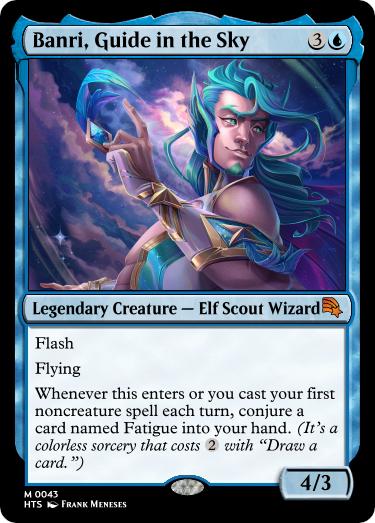 Banri, Guide in the Sky 3
Legendary Creature — Elf Scout Wizard
Flash
Flying
Whenever this enters or you cast your first
noncreature spell each turn, conjure a
card named Fatigue into your hand. (It's a
colorless sorcery that costs 2 with “Draw a
card.”)
4/3
M 0043
HTS FRANK MENESES